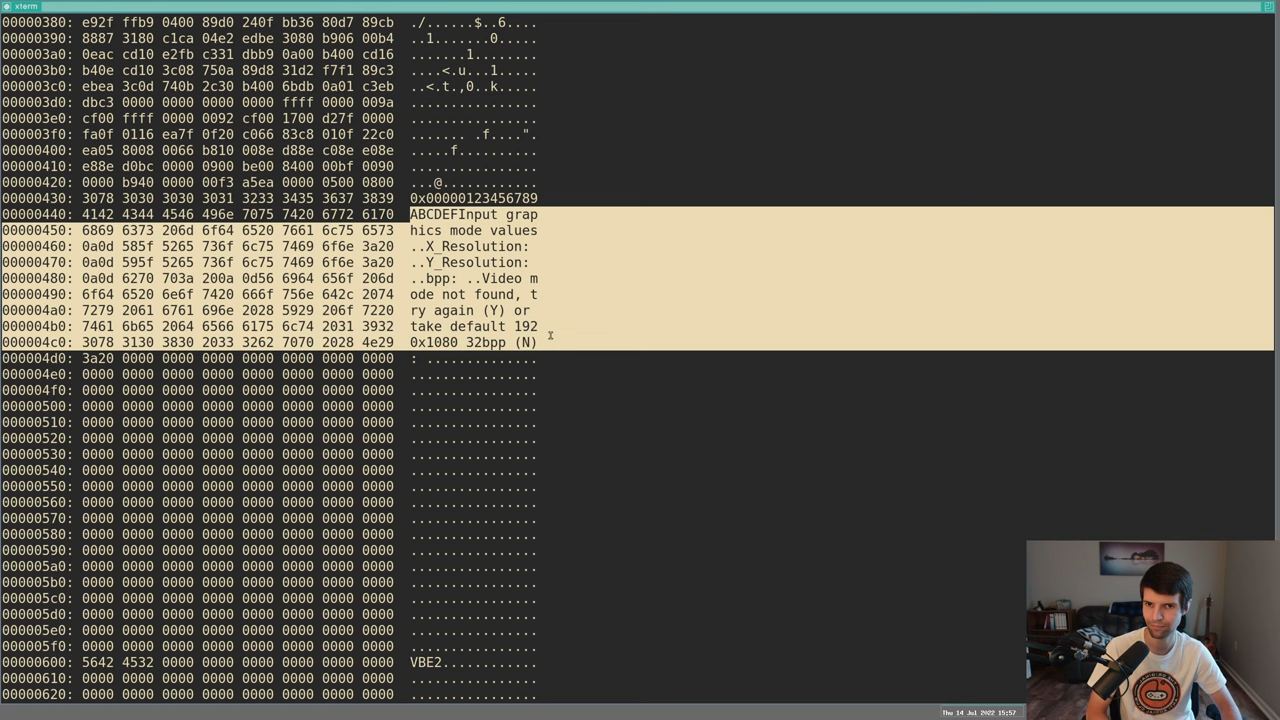 xterm
00000380: e92f ffb9 0400 89d0 240f bb36 80d7 89cb  ./......$..6....
00000390: 8887 3180 c1ca 04e2 edbe 3080 b906 00b4  ..1.......0.....
000003a0: 0eac cd10 e2fb c331 dbb9 0a00 b400 cd16  .......1........
000003b0: b40e cd10 3c08 750a 89d8 31d2 f7f1 89c3  ....<.u...1.....
000003c0: ebea 3c0d 740b 2c30 b400 6bdb 0a01 c3eb  ..<.t.,0..k.....
000003d0: dbc3 0000 0000 0000 0000 ffff 0000 009a  ................
000003e0: cf00 ffff 0000 0092 cf00 1700 d27f 0000  ................
000003f0: fa0f 0116 ea7f 0f20 c066 83c8 010f 22c0  ....... .f....".
00000400: ea05 8008 0066 b810 008e d88e c08e e08e  .....f..........
00000410: e88e d0bc 0000 0900 be00 8400 00bf 0090  ................
00000420: 0000 b940 0000 00f3 a5ea 0000 0500 0800  ...@............
00000430: 3078 3030 3030 3031 3233 3435 3637 3839  0x00000123456789
00000440: 4142 4344 4546 496e 7075 7420 6772 6170  ABCDEFInput grap
00000450: 6869 6373 206d 6f64 6520 7661 6c75 6573  hics mode values
00000460: 0a0d 585f 5265 736f 6c75 7469 6f6e 3a20  ..X_Resolution:
00000470: 0a0d 595f 5265 736f 6c75 7469 6f6e 3a20  ..Y_Resolution:
00000480: 0a0d 6270 703a 200a 0d56 6964 656f 206d  ..bpp: ..Video m
00000490: 6f64 6520 6e6f 7420 666f 756e 642c 2074  ode not found, t
000004a0: 7279 2061 6761 696e 2028 5929 206f 7220  ry again (Y) or
000004b0: 7461 6b65 2064 6566 6175 6c74 2031 3932  take default 192
000004c0: 3078 3130 3830 2033 3262 7070 2028 4e29  0x1080 32bpp (N)
000004d0: 3a20 0000 0000 0000 0000 0000 0000 0000  : ..............
000004e0: 0000 0000 0000 0000 0000 0000 0000 0000  ................
000004f0: 0000 0000 0000 0000 0000 0000 0000 0000  ................
00000500: 0000 0000 0000 0000 0000 0000 0000 0000  ................
00000510: 0000 0000 0000 0000 0000 0000 0000 0000  ................
00000520: 0000 0000 0000 0000 0000 0000 0000 0000  ................
00000530: 0000 0000 0000 0000 0000 0000 0000 0000  ................
00000540: 0000 0000 0000 0000 0000 0000 0000 0000  ................
00000550: 0000 0000 0000 0000 0000 0000 0000 0000  ................
00000560: 0000 0000 0000 0000 0000 0000 0000 0000  ................
00000570: 0000 0000 0000 0000 0000 0000 0000 0000  ................
00000580: 0000 0000 0000 0000 0000 0000 0000 0000  ................
00000590: 0000 0000 0000 0000 0000 0000 0000 0000  ................
000005a0: 0000 0000 0000 0000 0000 0000 0000 0000  ................
000005b0: 0000 0000 0000 0000 0000 0000 0000 0000  ................
000005c0: 0000 0000 0000 0000 0000 0000 0000 0000  ................
000005d0: 0000 0000 0000 0000 0000 0000 0000 0000  ................
000005e0: 0000 0000 0000 0000 0000 0000 0000 0000  ................
000005f0: 0000 0000 0000 0000 0000 0000 0000 0000  ................
00000600: 5642 4532 0000 0000 0000 0000 0000 0000  VBE2............
00000610: 0000 0000 0000 0000 0000 0000 0000 0000  ................
00000620: 0000 0000 0000 0000 0000 0000 0000 0000  ................
Thu 14 Jul 2022 15:57